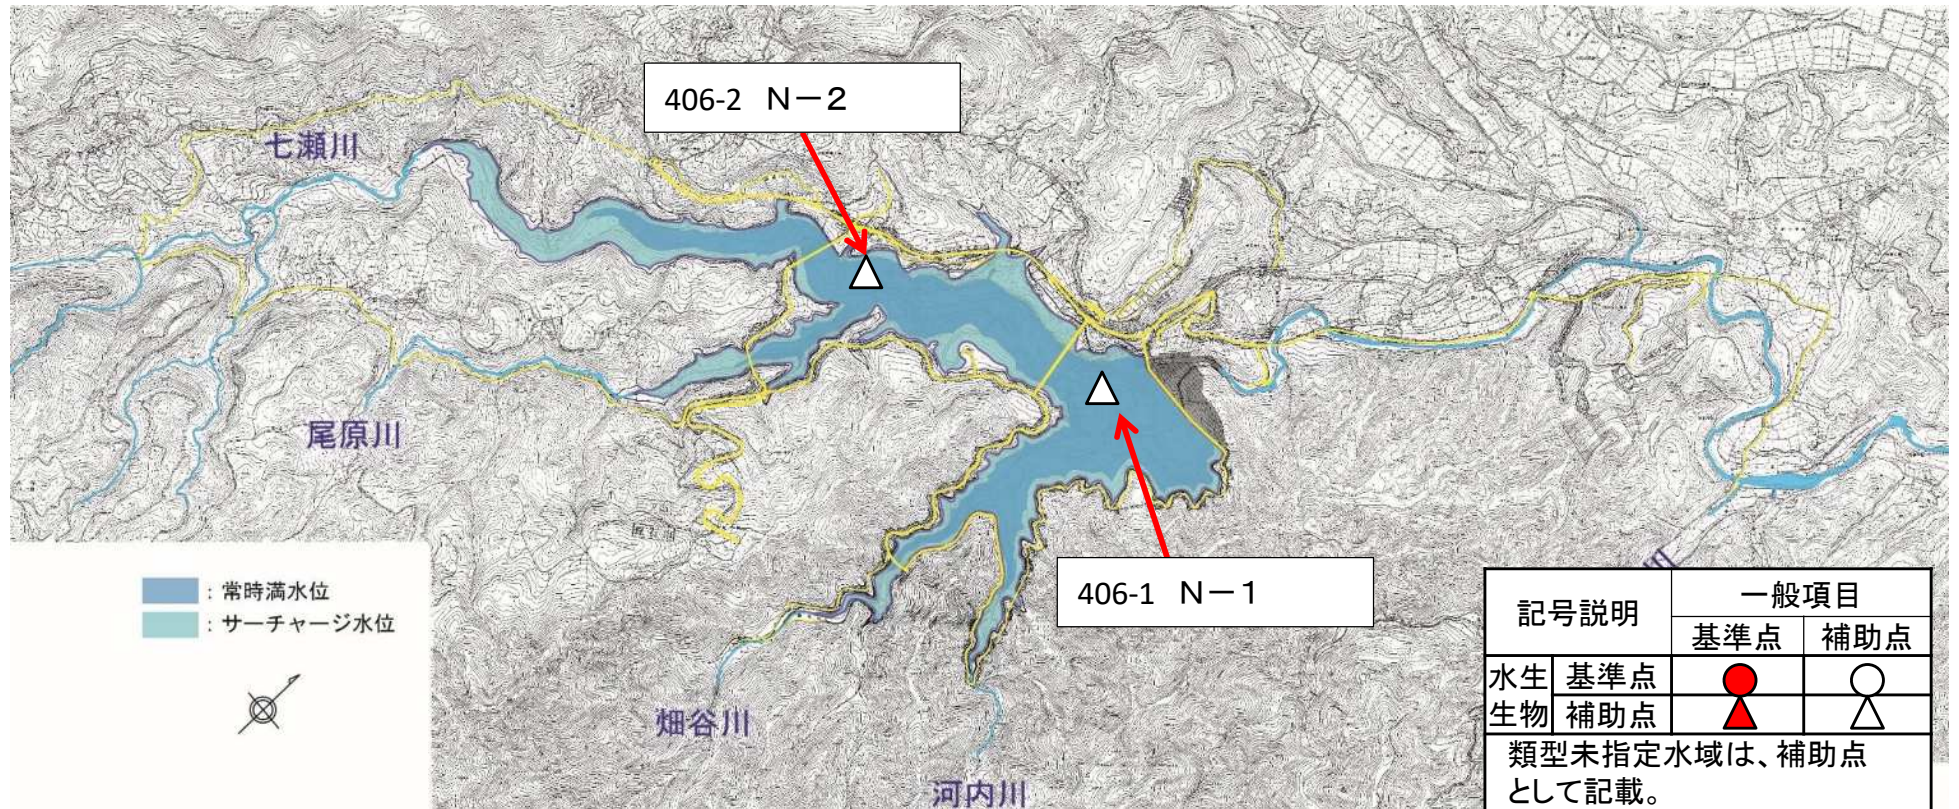 406-2 N－2
七瀬川
尾原川
: 常時満水位
: サーチャージ水位
406-1 N－1
畑谷川
河内川
川
記号説明 一般項目
基準点 補助点
水生生物 基準点
補助点
類型未指定水域は、補助点
として記載。